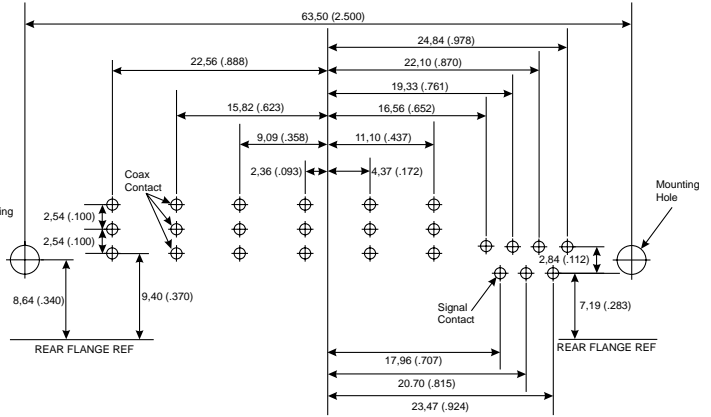 63,50 (2.500)
24,84 (.978)
22,56 (.888)
22,10 (.870)
19,33 (.761)
15,82 (.623)
16,56 (.652)
9,09 (.358)
11,10 (.437)
2,36 (.093)
4,37 (.172)
Coax
Contact
Mounting
Hole
ing
2,54 (.100)
2,54 (.100)
2,84 (.112)
8,64 (.340)
9,40 (.370)
7,19 (.283)
Signal
Contact
REAR FLANGE REF
REAR FLANGE REF
17,96 (.707)
20.70 (.815)
23,47 (.924)